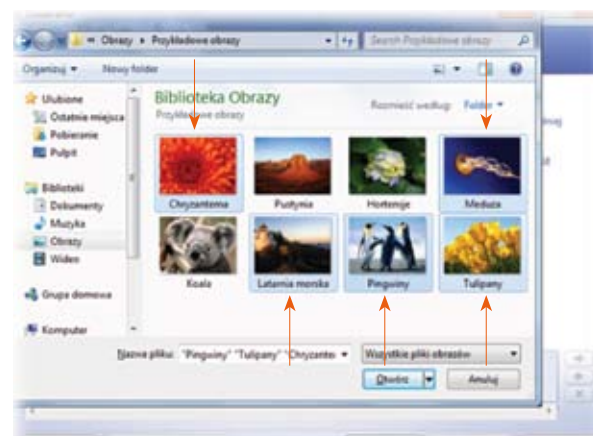 Obrazy ▸ Przykładowe obrazy
Search Przykładowe obrazy
Organizuj ▾ Nowy folder
Ulubione
Ostatnie miejsca
Pobieranie
Pulpit
Biblioteki
Dokumenty
Muzyka
Obrazy
Wideo
Grupa domowa
Komputer
Biblioteka Obrazy
Przykładowe obrazy
Rozmieść według: Folder ▾
Chryzantema Pustynia Hortensje Meduza
Koala Latarnia morska Pingwiny Tulipany
Nazwa pliku: "Pingwiny" "Tulipany" "Chryzantem
Wszystkie pliki obrazów
Otwórz Anuluj